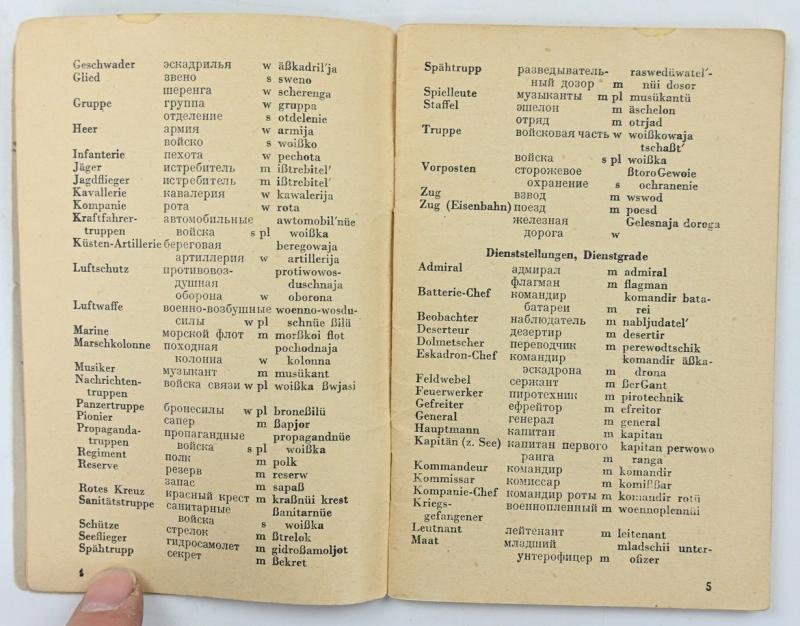 Geschwader эскадрилья w äßkadril'ja
Glied звено s sweno
шеренга w scherenga
Gruppe группа w gruppa
отделение s otdelenie
Heer армия w armija
войско s woißko
Infanterie пехота w pechota
Jäger истребитель m ißtrebitel'
Jagdflieger истребитель m ißtrebitel'
Kavallerie кавалерия w kawalerija
Kompanie рота w rota
Kraftfahrer- автомобильные awtomobil'nüe
truppen войска s pl woißka
Küsten-Artillerie береговая beregowaja
артиллерия w artillerija
Luftschutz противовоз- protiwowos-
душная duschnaja
оборона w oborona
Luftwaffe военно-возбушные woenno-wosdu-
силы w pl schnüe ßilü
Marine морской флот m morßkoi flot
Marschkolonne походная pochodnaja
колонна w kolonna
Musiker музыкант m musükant
Nachrichten- войска связи w pl woißka ßwjasi
truppen
Panzertruppe бронесилы w pl broneßilü
Pionier сапер m ßapjor
Propaganda- пропагандные propagandnüe
truppen войска s pl woißka
Regiment полк m polk
Reserve резерв m reserw
запас m sapaß
Rotes Kreuz красный крест m kraßnüi krest
Sanitätstruppe санитарные ßanitarnüe
войска s woißka
Schütze стрелок m ßtrelok
Seeflieger гидросамолет m gidroßamoljot
Spähtrupp секрет m ßekret
4
Spähtrupp разведыватель- raswedüwatel'-
ный дозор m nüi dosor
Spielleute музыканты m pl musükantü
Staffel эшелон m äschelon
отряд m otrjad
Truppe войсковая часть w woißkowaja
tschaßt'
войска s pl woißka
Vorposten сторожевое ßtoroGewoie
охранение s ochranenie
Zug взвод m wswod
Zug (Eisenbahn) поезд m poesd
железная Gelesnaja doroga
дорога w
Dienststellungen, Dienstgrade
Admiral адмирал m admiral
флагман m flagman
Batterie-Chef командир komandir bata-
батареи m rei
Beobachter наблюдатель m nabljudatel'
Deserteur дезертир m desertir
Dolmetscher переводчик m perewodtschik
Eskadron-Chef командир komandir äßka-
эскадрона m drona
Feldwebel сержант m ßerGant
Feuerwerker пиротехник m pirotechnik
Gefreiter ефрейтор m efreitor
General генерал m general
Hauptmann капитан m kapitan
Kapitän (z. See) капитан первого kapitan perwowo
ранга m ranga
Kommandeur командир m komandir
Kommissar комиссар m komißßar
Kompanie-Chef командир роты m komandir rotü
Kriegs- военнопленный m woennoplennüi
gefangener
Leutnant лейтенант m leitenant
Maat младший mladschii unter-
унтерофицер m ofizer
5